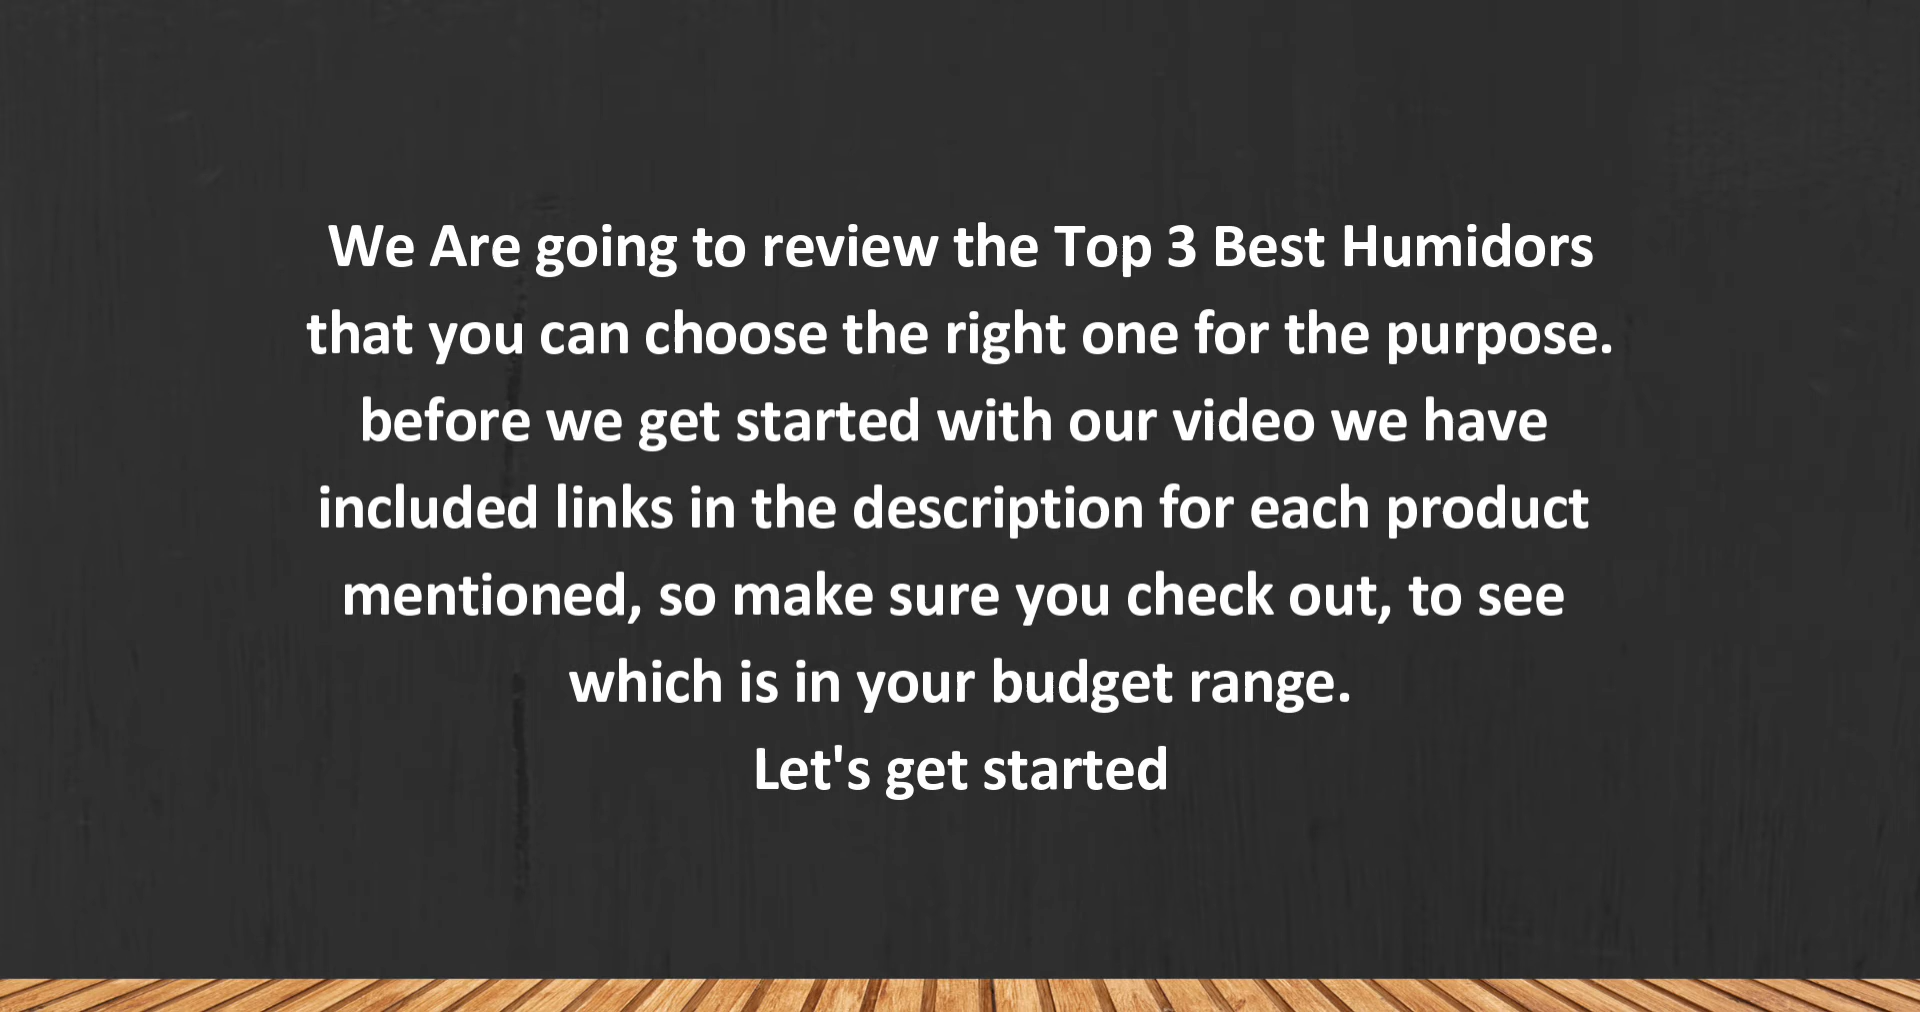 We Are going to review the Top 3 Best Humidors
that you can choose the right one for the purpose.
before we get started with our video we have
included links in the description for each product
mentioned, so make sure you check out, to see
which is in your budget range.
Let's get started